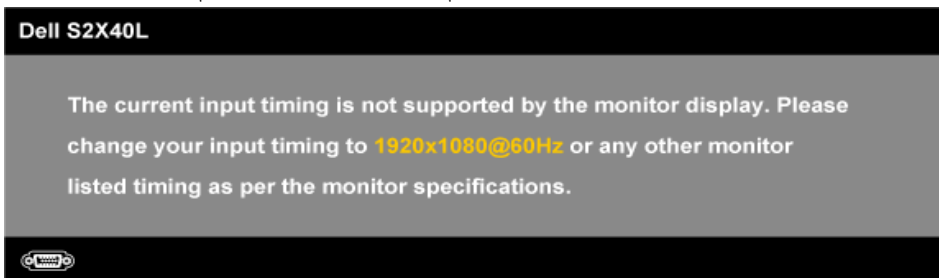 Dell S2X40L
The current input timing is not supported by the monitor display. Please
change your input timing to 1920x1080@60Hz or any other monitor
listed timing as per the monitor specifications.